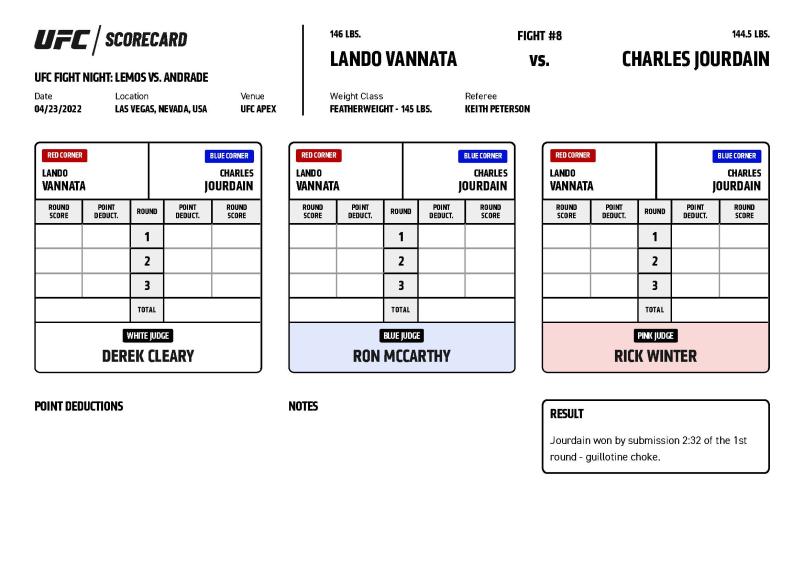 UFC SCORECARD
UFC FIGHT NIGHT: LEMOS VS. ANDRADE
Date Location Venue
04/23/2022 LAS VEGAS, NEVADA, USA UFC APEX
146 LBS. FIGHT #8 144.5 LBS.
LANDO VANNATA VS. CHARLES JOURDAIN
Weight Class Referee
FEATHERWEIGHT - 145 LBS. KEITH PETERSON
RED CORNER BLUE CORNER
LANDO CHARLES
VANNATA JOURDAIN
ROUND POINT ROUND POINT ROUND
SCORE DEDUCT. DEDUCT. SCORE
1
2
3
TOTAL
WHITE JUDGE
DEREK CLEARY
RED CORNER BLUE CORNER
LANDO CHARLES
VANNATA JOURDAIN
ROUND POINT ROUND POINT ROUND
SCORE DEDUCT. DEDUCT. SCORE
1
2
3
TOTAL
BLUE JUDGE
RON MCCARTHY
RED CORNER BLUE CORNER
LANDO CHARLES
VANNATA JOURDAIN
ROUND POINT ROUND POINT ROUND
SCORE DEDUCT. DEDUCT. SCORE
1
2
3
TOTAL
PINK JUDGE
RICK WINTER
POINT DEDUCTIONS
NOTES
RESULT
Jourdain won by submission 2:32 of the 1st
round - guillotine choke.